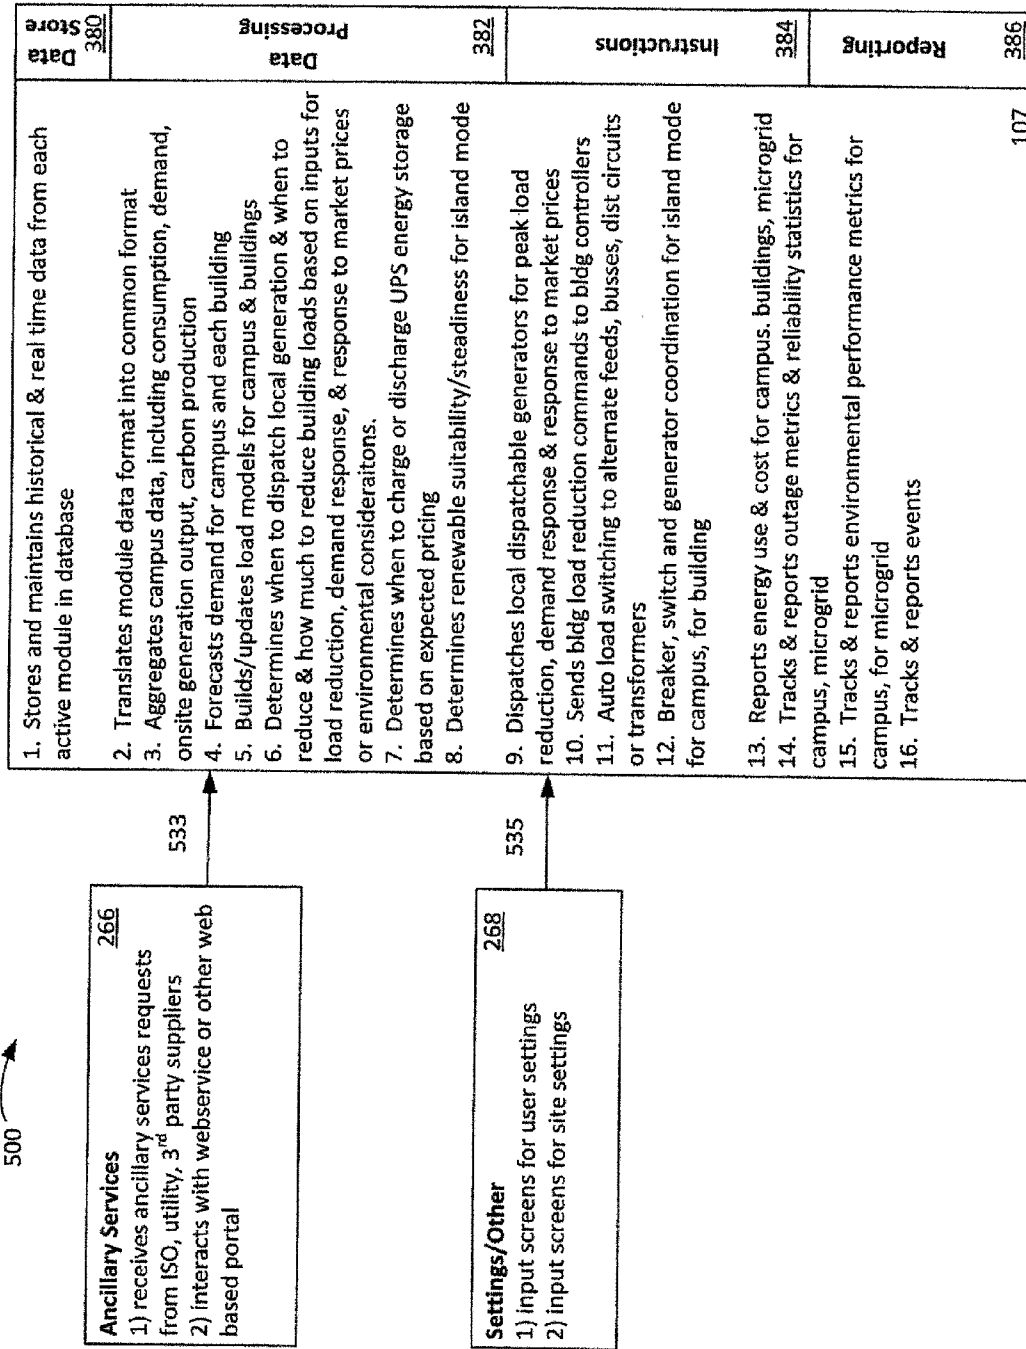 500
Ancillary Services 266
1) receives ancillary services requests
from ISO, utility, 3rd party suppliers
2) interacts with webservice or other web
based portal
533
Settings/Other 268
1) input screens for user settings
2) input screens for site settings
535
1. Stores and maintains historical & real time data from each
active module in database
2. Translates module data format into common format
3. Aggregates campus data, including consumption, demand,
onsite generation output, carbon production
4. Forecasts demand for campus and each building
5. Builds/updates load models for campus & buildings
6. Determines when to dispatch local generation & when to
reduce & how much to reduce building loads based on inputs for
load reduction, demand response, & response to market prices
or environmental consideraitons.
7. Determines when to charge or discharge UPS energy storage
based on expected pricing
8. Determines renewable suitability/steadiness for island mode
9. Dispatches local dispatchable generators for peak load
reduction, demand response & response to market prices
10. Sends bldg load reduction commands to bldg controllers
11. Auto load switching to alternate feeds, busses, dist circuits
or transformers
12. Breaker, switch and generator coordination for island mode
for campus, for building
13. Reports energy use & cost for campus. buildings, microgrid
14. Tracks & reports outage metrics & reliability statistics for
campus, microgrid
15. Tracks & reports environmental performance metrics for
campus, for microgrid
16. Tracks & reports events
107
Data
Store
380
Data
Processing
382
Instructions
384
Reporting
386